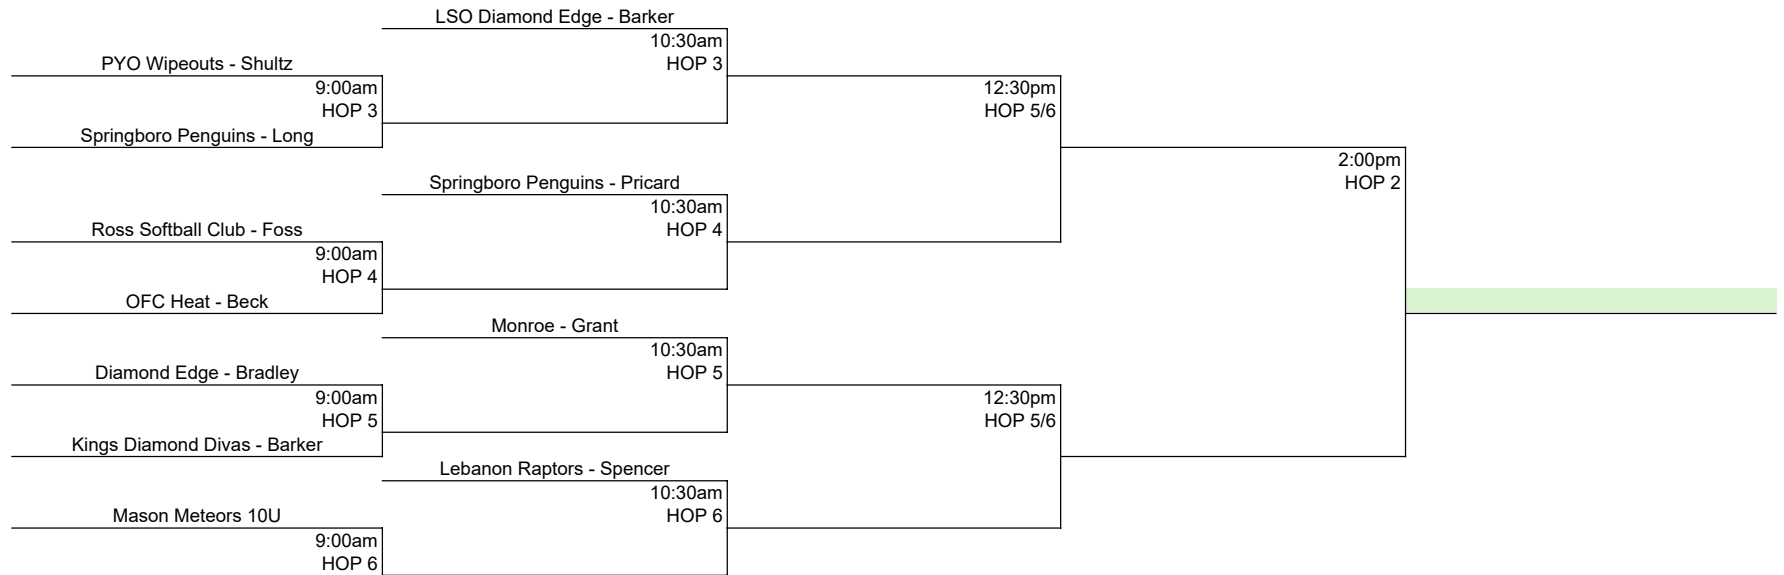 LSO Diamond Edge - Barker
10:30am
HOP 3
PYO Wipeouts - Shultz
9:00am
HOP 3
Springboro Penguins - Long
12:30pm
HOP 5/6
Springboro Penguins - Pricard
10:30am
HOP 4
Ross Softball Club - Foss
9:00am
HOP 4
OFC Heat - Beck
2:00pm
HOP 2
Monroe - Grant
10:30am
HOP 5
Diamond Edge - Bradley
9:00am
HOP 5
Kings Diamond Divas - Barker
12:30pm
HOP 5/6
Lebanon Raptors - Spencer
10:30am
HOP 6
Mason Meteors 10U
9:00am
HOP 6